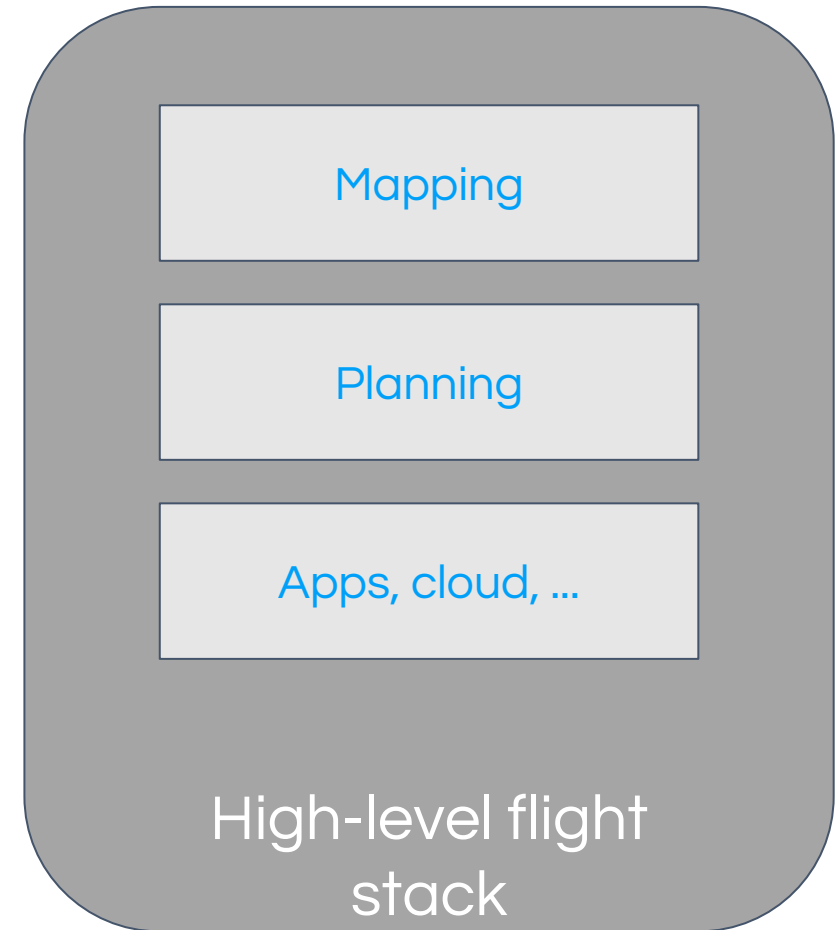 Mapping
Planning
Apps, cloud, ...
High-level flight
stack